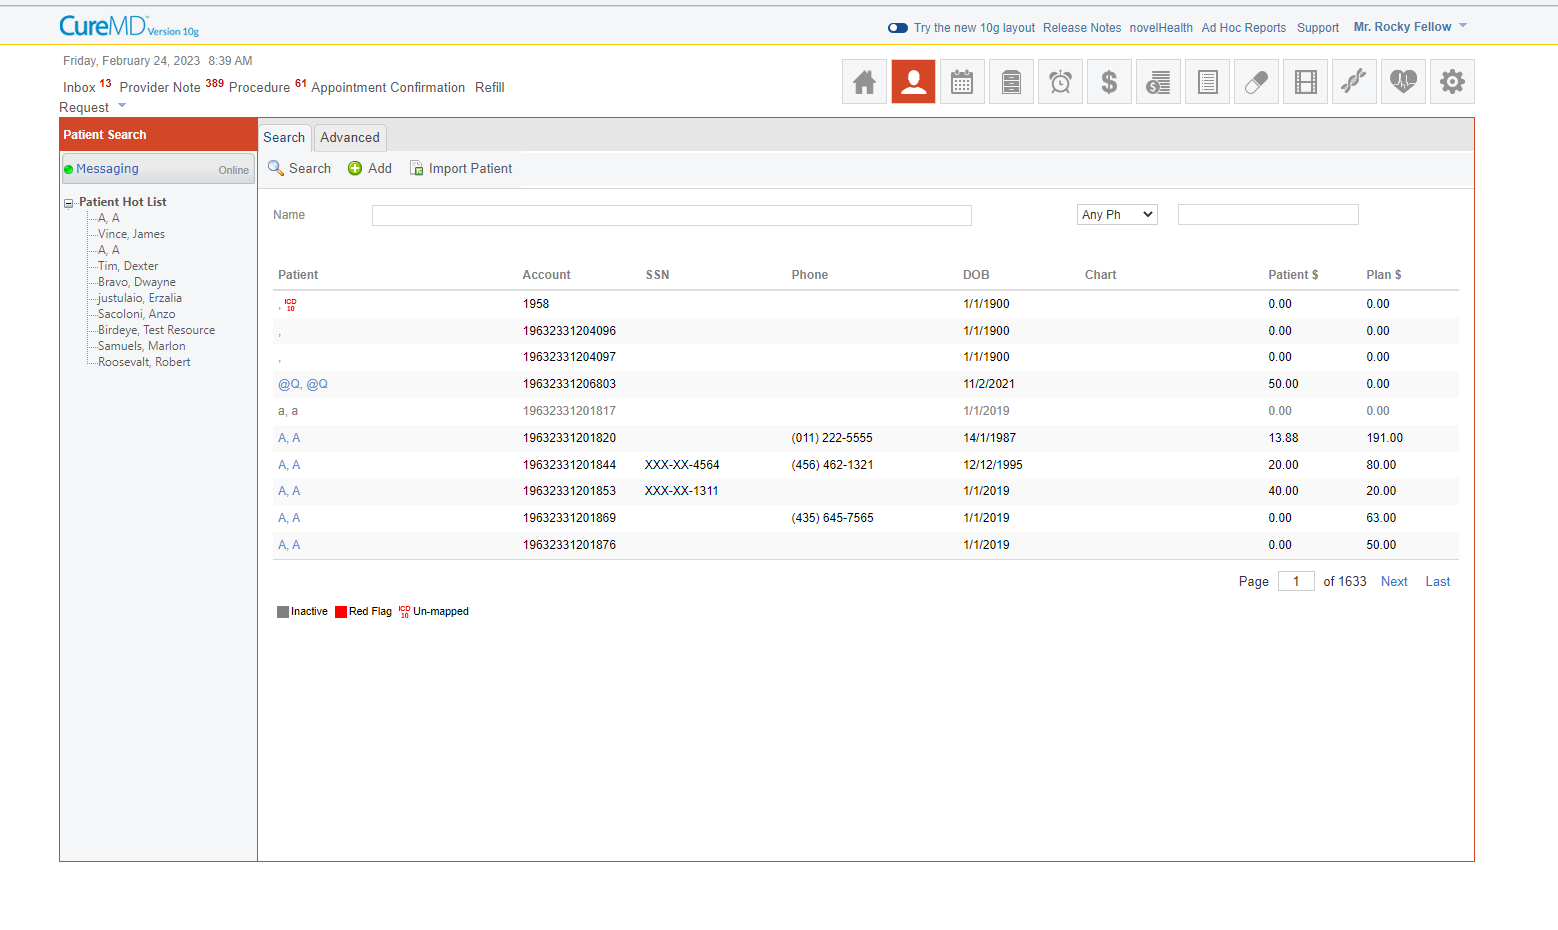 CureMD Version 10g
Try the new 10g layout Release Notes novelHealth Ad Hoc Reports Support Mr. Rocky Fellow
Friday, February 24, 2023 8:39 AM
Inbox 13 Provider Note 389 Procedure 61 Appointment Confirmation Refill
Request
Patient Search
Messaging Online
Patient Hot List
A, A
Vince, James
A, A
Tim, Dexter
Bravo, Dwayne
justulaio, Erzalia
Sacoloni, Anzo
Birdeye, Test Resource
Samuels, Marlon
Roosevalt, Robert
Search Advanced
Search Add Import Patient
Name Any Ph
Patient Account SSN Phone DOB Chart Patient $ Plan $
, ICD 10 1958 1/1/1900 0.00 0.00
, 19632331204096 1/1/1900 0.00 0.00
, 19632331204097 1/1/1900 0.00 0.00
@Q, @Q 19632331206803 11/2/2021 50.00 0.00
a, a 19632331201817 1/1/2019 0.00 0.00
A, A 19632331201820 (011) 222-5555 14/1/1987 13.88 191.00
A, A 19632331201844 XXX-XX-4564 (456) 462-1321 12/12/1995 20.00 80.00
A, A 19632331201853 XXX-XX-1311 1/1/2019 40.00 20.00
A, A 19632331201869 (435) 645-7565 1/1/2019 0.00 63.00
A, A 19632331201876 1/1/2019 0.00 50.00
Page 1 of 1633 Next Last
Inactive Red Flag ICD 10 Un-mapped